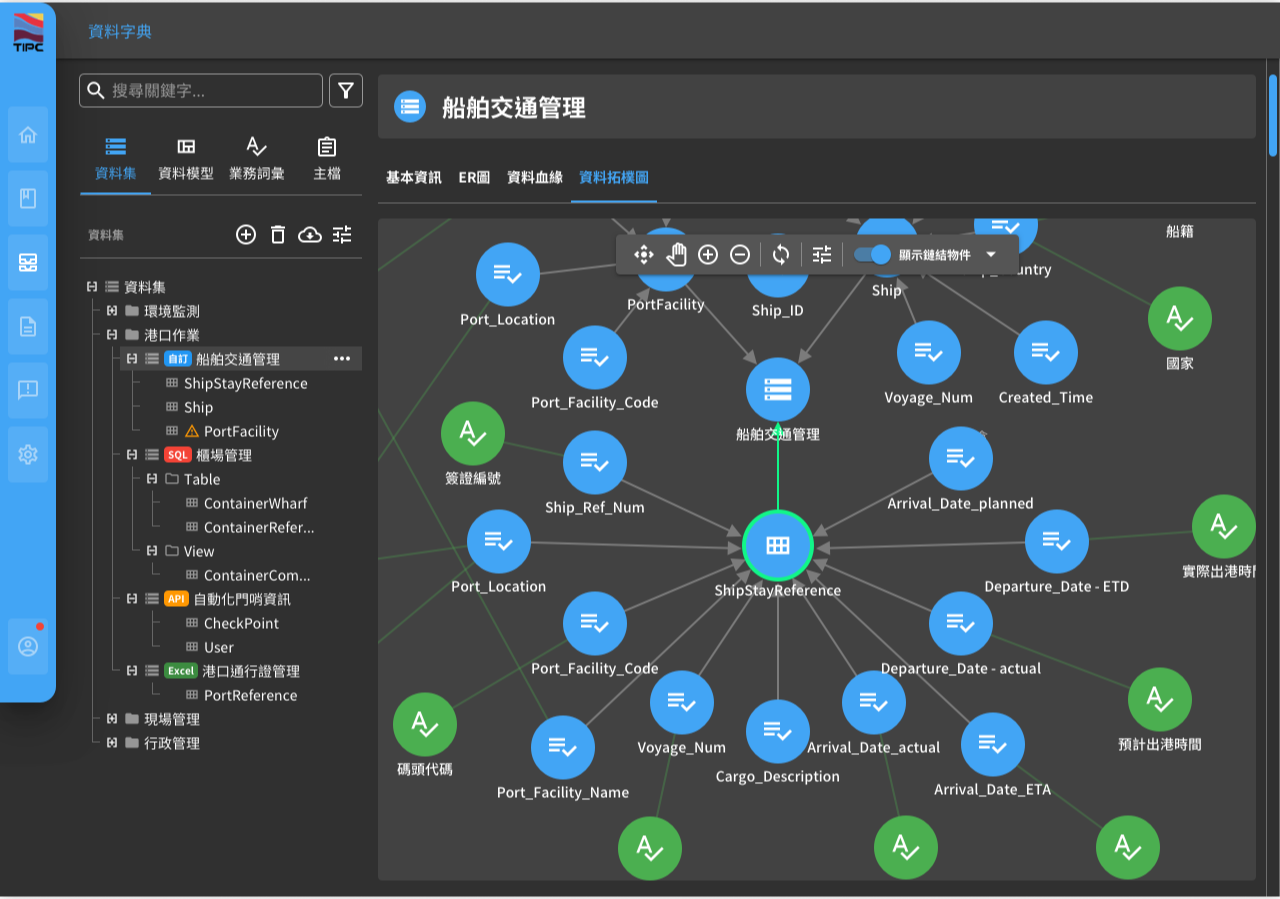 TIPC
資料字典
搜尋關鍵字...
資料集
資料模型
業務詞彙
主檔
資料集
資料集
環境監測
港口作業
自訂 船舶交通管理
ShipStayReference
Ship
PortFacility
SQL 櫃場管理
Table
ContainerWharf
ContainerRefer...
View
ContainerCom...
API 自動化門哨資訊
CheckPoint
User
Excel 港口通行證管理
PortReference
現場管理
行政管理
船舶交通管理
基本資訊
ER圖
資料血緣
資料拓樸圖
顯示鏈結物件
船籍
Port_Location
PortFacility
Ship_ID
Ship
國家
Port_Facility_Code
Voyage_Num
Created_Time
船舶交通管理
簽證編號
Ship_Ref_Num
Arrival_Date_planned
Port_Location
ShipStayReference
Departure_Date - ETD
實際出港時
Port_Facility_Code
Departure_Date - actual
碼頭代碼
Voyage_Num
Arrival_Date_actual
預計出港時間
Port_Facility_Name
Cargo_Description
Arrival_Date_ETA